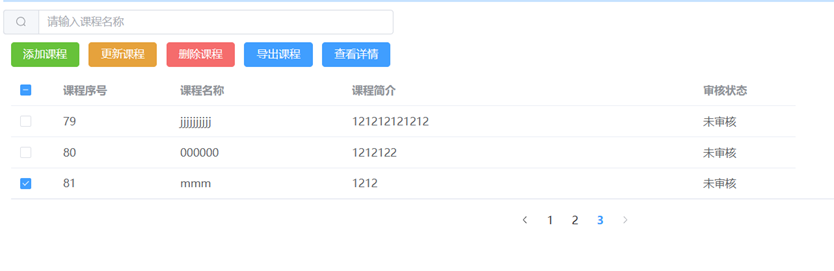 请输入课程名称
添加课程 更新课程 删除课程 导出课程 查看详情
课程序号 课程名称 课程简介 审核状态
79 jjjjjjjjjj 121212121212 未审核
80 000000 1212122 未审核
81 mmm 1212 未审核
1 2 3